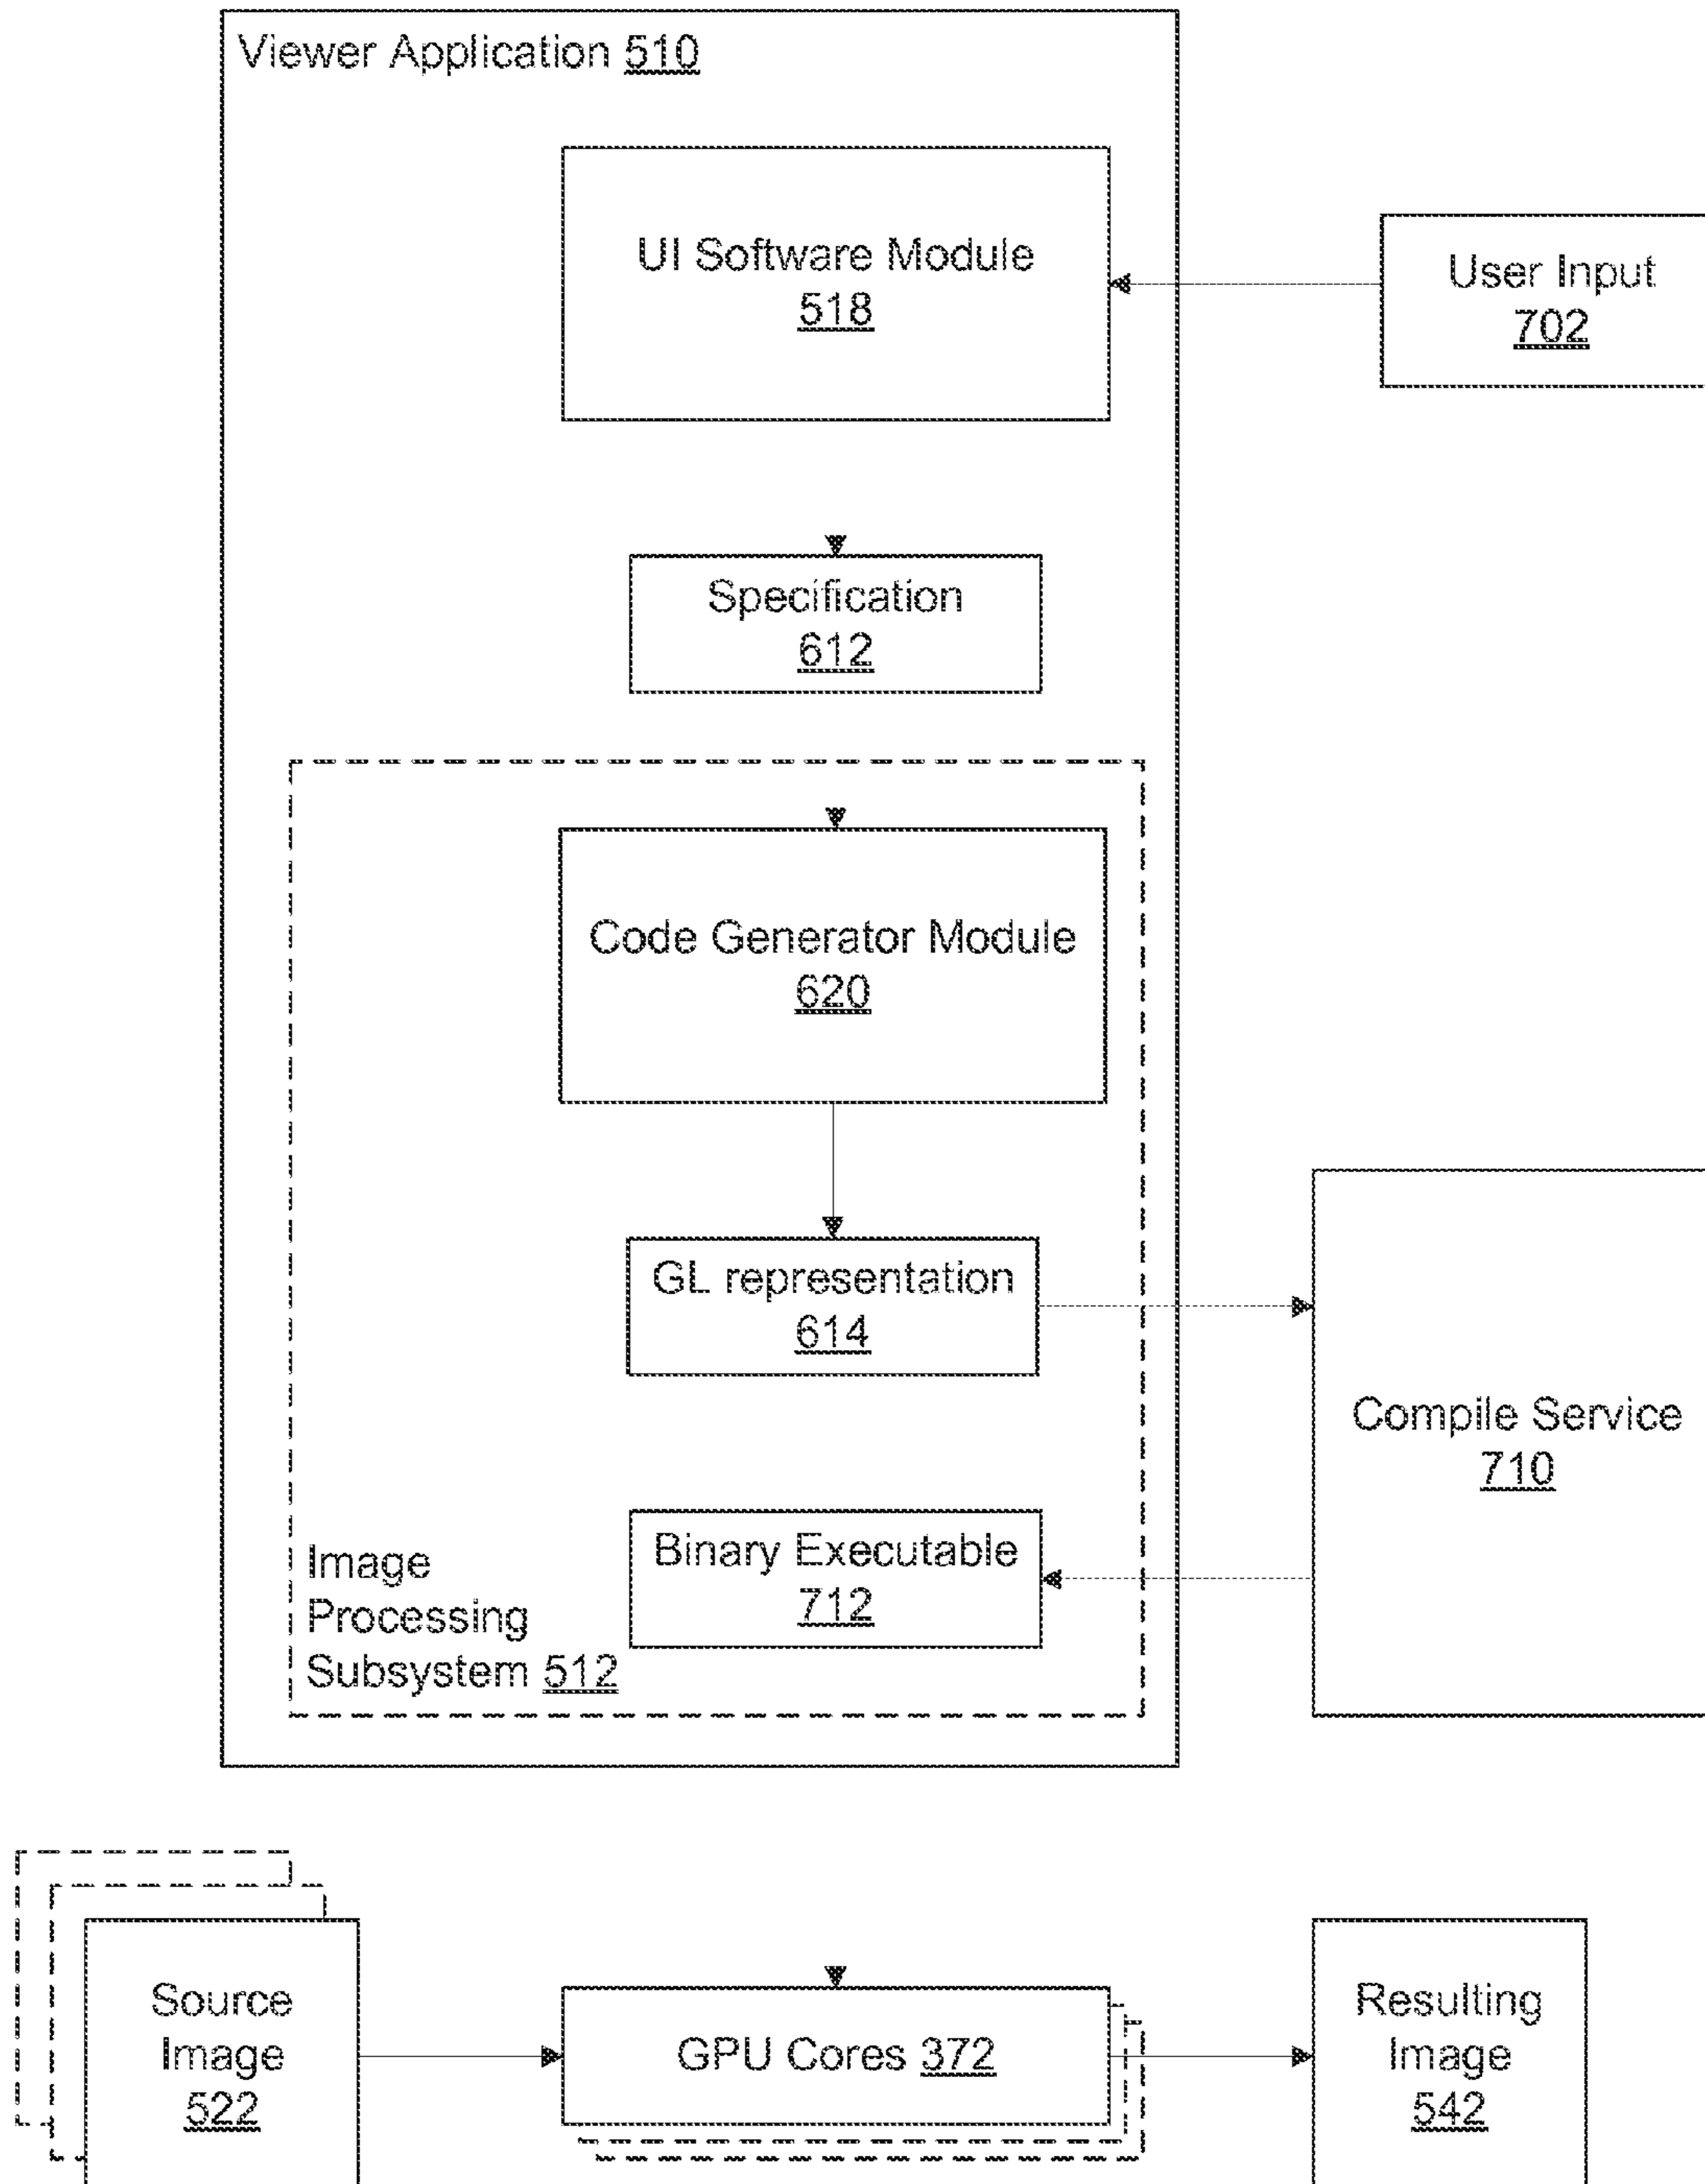 Viewer Application 510
UI Software Module
518
User Input
702
Specification
612
Code Generator Module
620
GL representation
614
Compile Service
710
Binary Executable
712
Image
Processing
Subsystem 512
Source
Image
522
GPU Cores 372
Resulting
Image
542